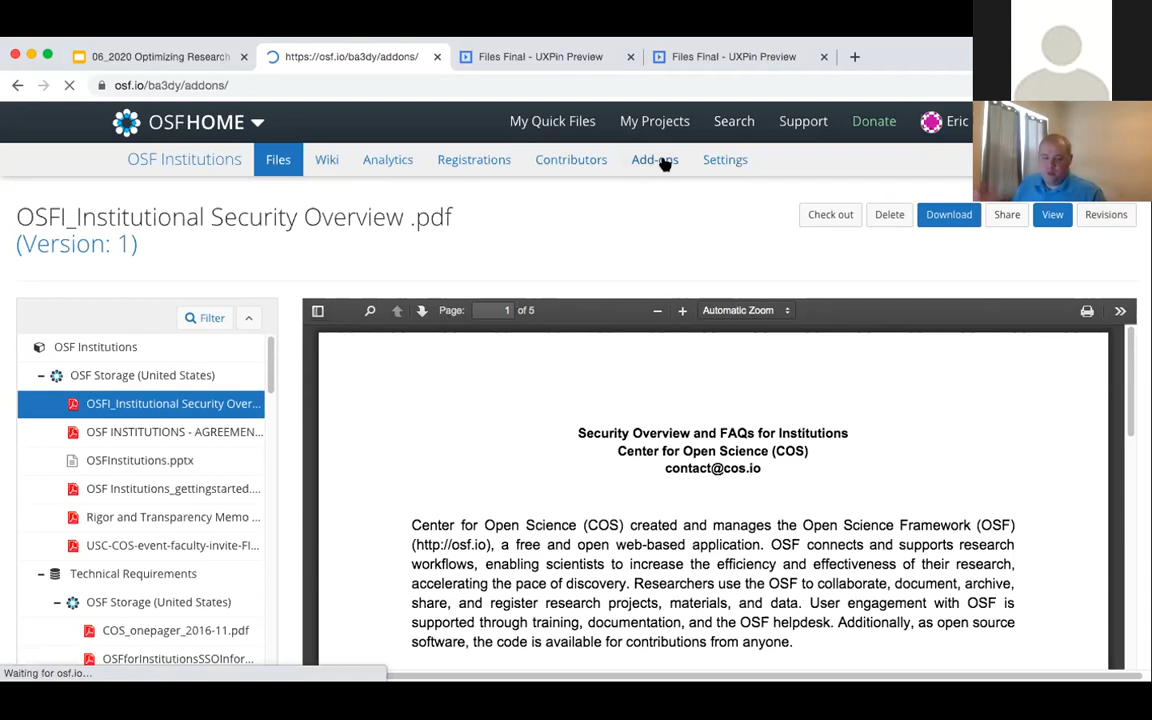 06_2020 Optimizing Research
https://osf.io/ba3dy/addons/
Files Final - UXPin Preview
Files Final - UXPin Preview
osf.io/ba3dy/addons/
OSFHOME
My Quick Files
My Projects
Search
Support
Donate
Eric
OSF Institutions
Files
Wiki
Analytics
Registrations
Contributors
Add-ons
Settings
OSFI_Institutional Security Overview .pdf
(Version: 1)
Check out
Delete
Download
Share
View
Revisions
Filter
OSF Institutions
OSF Storage (United States)
OSFI_Institutional Security Over...
OSF INSTITUTIONS - AGREEMEN...
OSFInstitutions.pptx
OSF Institutions_gettingstarted....
Rigor and Transparency Memo ...
USC-COS-event-faculty-invite-FI...
Technical Requirements
OSF Storage (United States)
COS_onepager_2016-11.pdf
OSFforInstitutionsSSOInfor...
Page: 1 of 5
Automatic Zoom
Security Overview and FAQs for Institutions
Center for Open Science (COS)
contact@cos.io
Center for Open Science (COS) created and manages the Open Science Framework (OSF)
(http://osf.io), a free and open web-based application. OSF connects and supports research
workflows, enabling scientists to increase the efficiency and effectiveness of their research,
accelerating the pace of discovery. Researchers use the OSF to collaborate, document, archive,
share, and register research projects, materials, and data. User engagement with OSF is
supported through training, documentation, and the OSF helpdesk. Additionally, as open source
software, the code is available for contributions from anyone.
Waiting for osf.io...